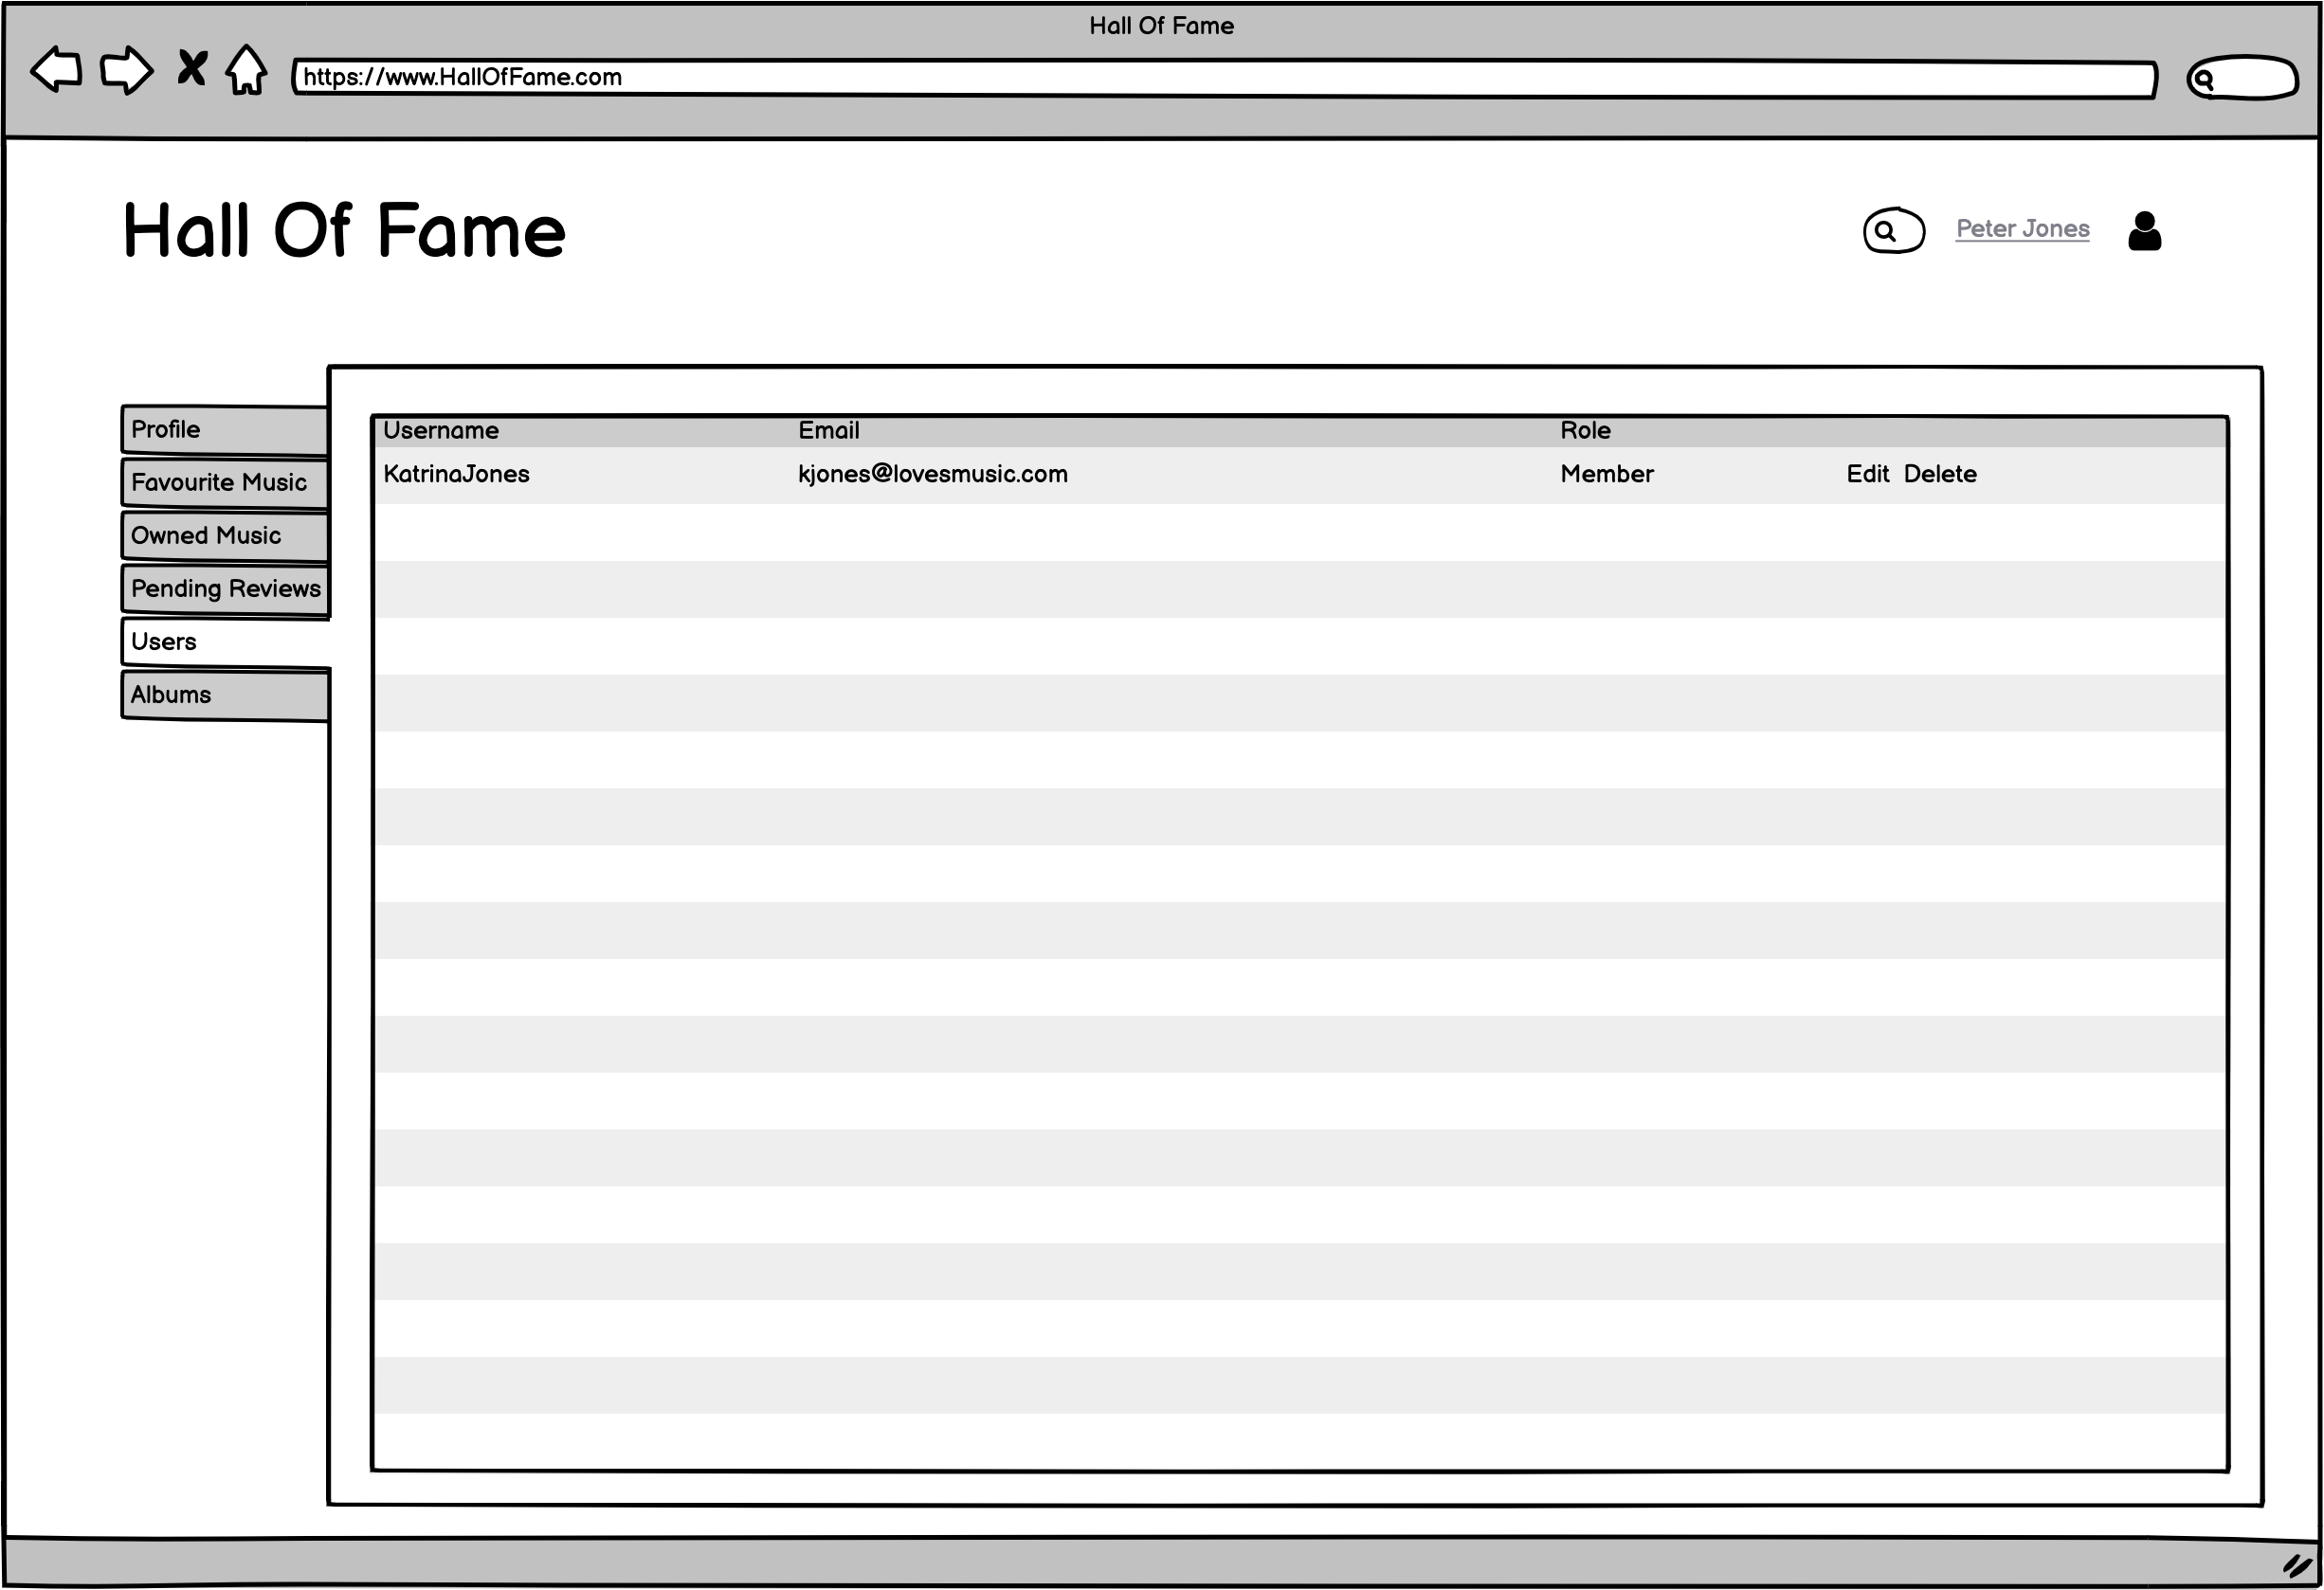 Hall Of Fame
https://www.HallOfFame.com
Hall Of Fame
Peter Jones
Profile
Favourite Music
Owned Music
Pending Reviews
Users
Albums
Username Email Role
KatrinaJones kjones@lovesmusic.com Member Edit Delete